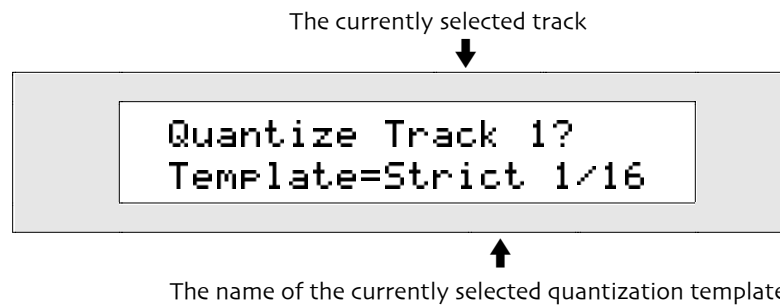 The currently selected track
Quantize Track 1?
Template=Strict 1/16
The name of the currently selected quantization template